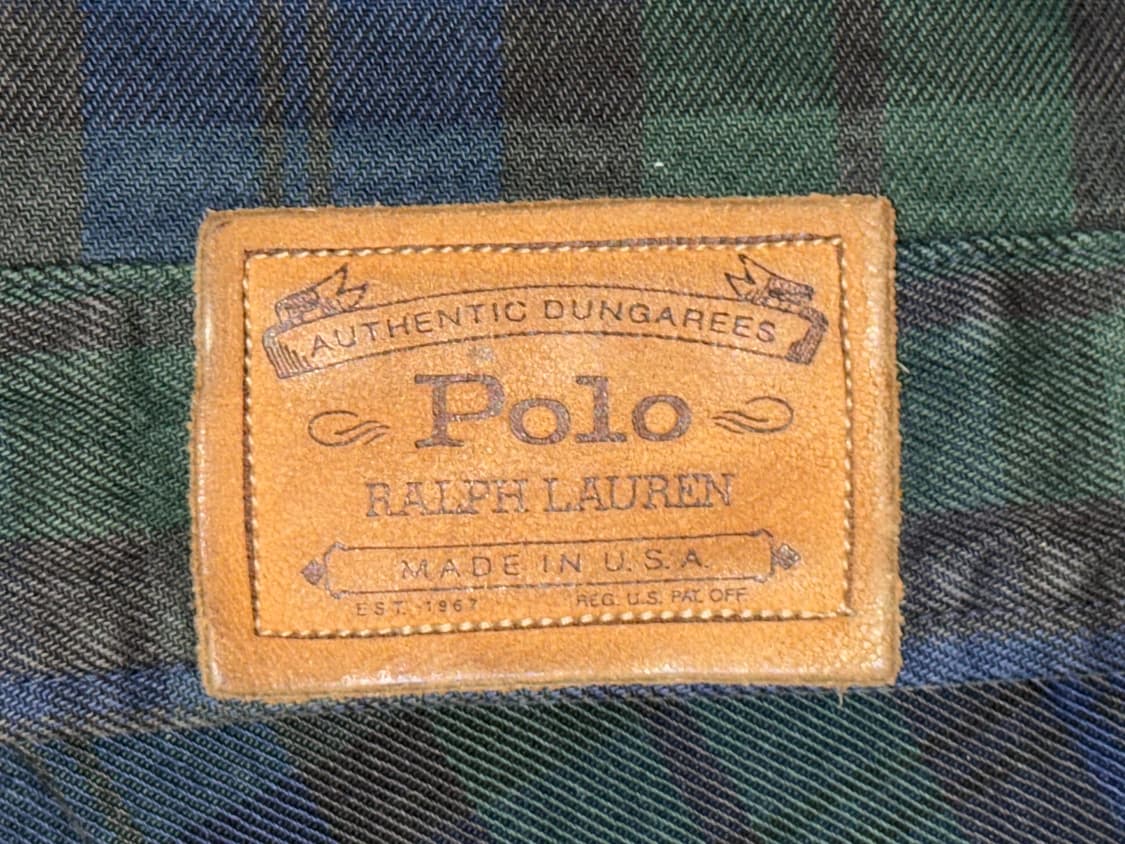 AUTHENTIC DUNGAREES
Polo
RALPH LAUREN
MADE IN U.S.A.
EST. 1967 REG. U.S. PAT. OFF.